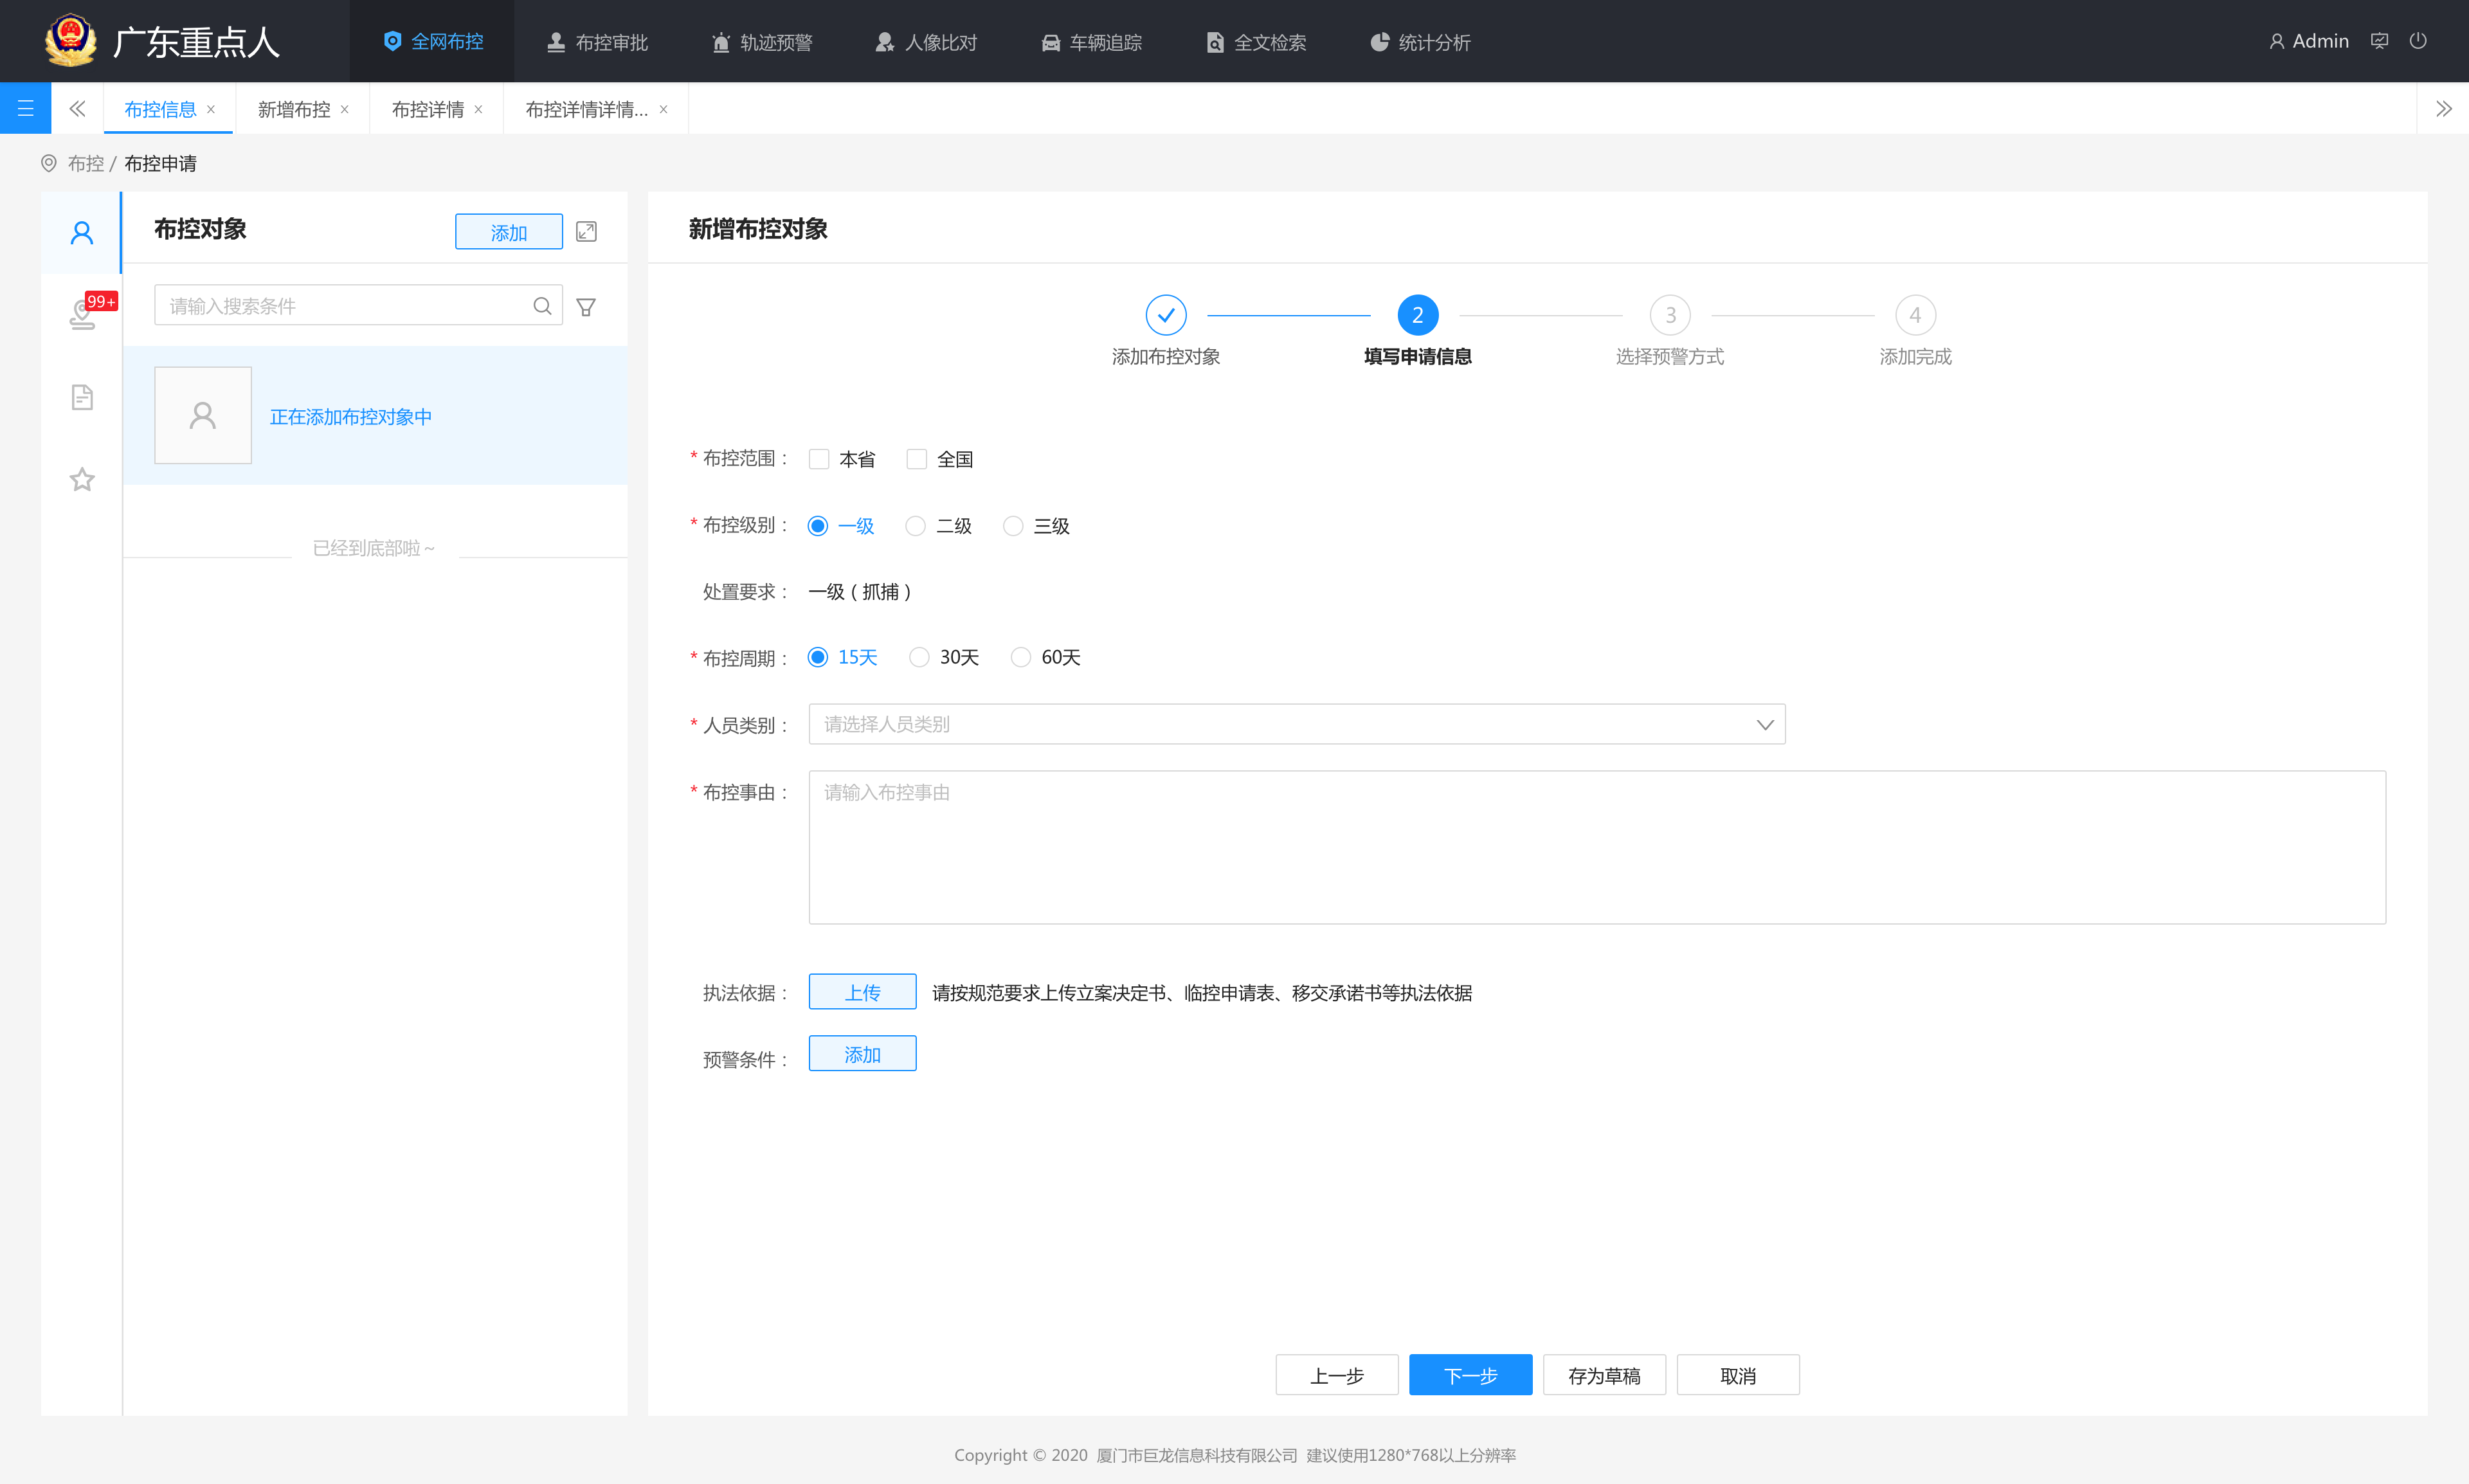 广东重点人
全网布控
布控审批
轨迹预警
人像比对
车辆追踪
全文检索
统计分析
Admin
布控信息 ×
新增布控 ×
布控详情 ×
布控详情详情... ×
布控 / 布控申请
布控对象
添加
99+
请输入搜索条件
正在添加布控对象中
已经到底部啦 ~
新增布控对象
2 3 4
添加布控对象 填写申请信息 选择预警方式 添加完成
* 布控范围： 本省 全国
* 布控级别： 一级 二级 三级
处置要求： 一级（抓捕）
* 布控周期： 15天 30天 60天
* 人员类别： 请选择人员类别
* 布控事由： 请输入布控事由
执法依据： 上传 请按规范要求上传立案决定书、临控申请表、移交承诺书等执法依据
预警条件： 添加
上一步 下一步 存为草稿 取消
Copyright © 2020 厦门市巨龙信息科技有限公司 建议使用1280*768以上分辨率